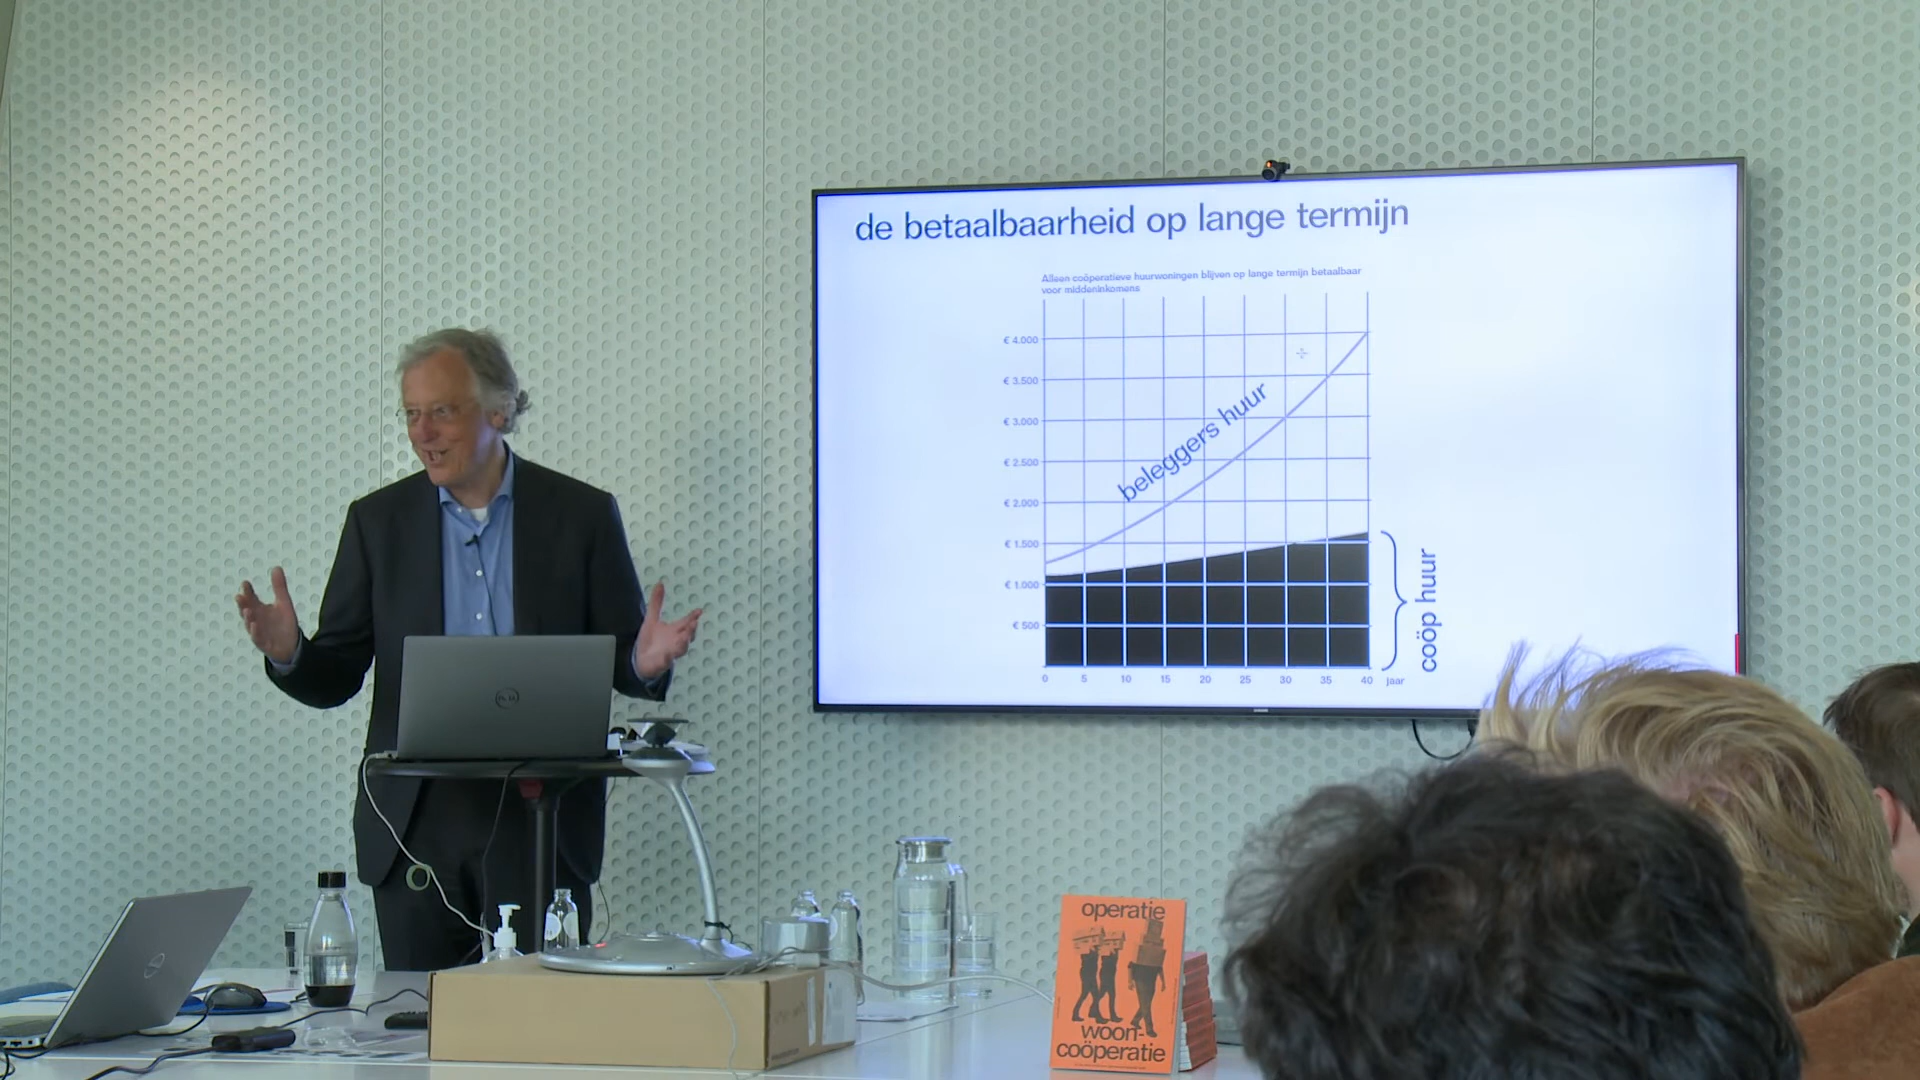 de betaalbaarheid op lange termijn
Alleen coöperatieve huurwoningen blijven op lange termijn betaalbaar
voor middeninkomens
€ 4.000
€ 3.500
€ 3.000
€ 2.500
€ 2.000
€ 1.500
€ 1.000
€ 500
beleggers huur
coöp huur
0 5 10 15 20 25 30 35 40 jaar
DELL
operatie
woon-
coöperatie